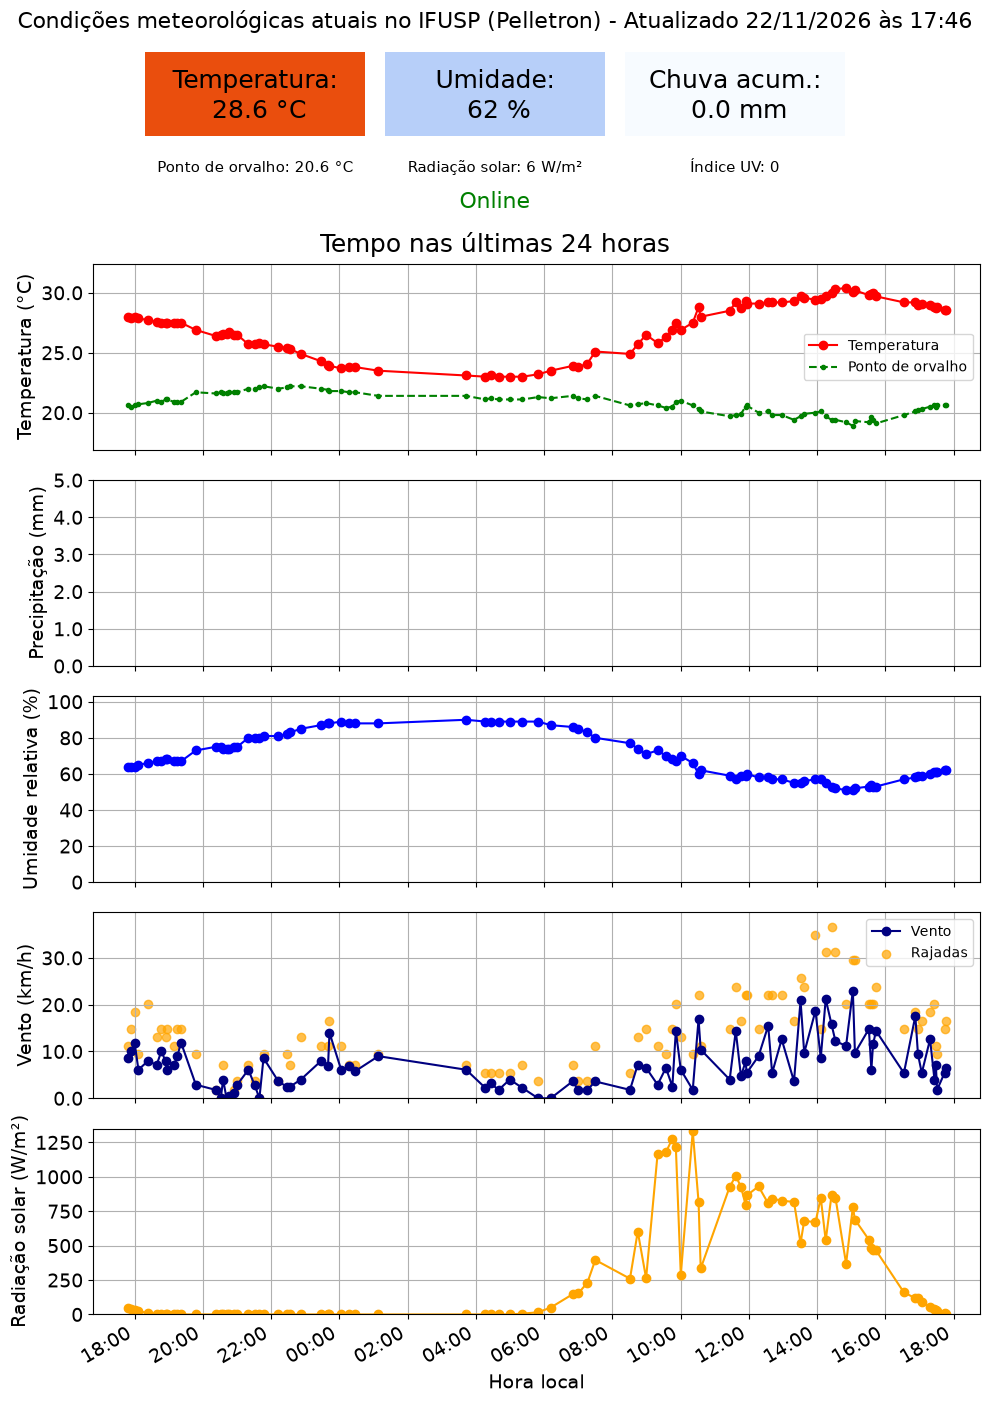 Condições meteorológicas atuais no IFUSP (Pelletron) - Atualizado 22/11/2026 às 17:46
Temperatura:
28.6 °C
Umidade:
62 %
Chuva acum.:
0.0 mm
Ponto de orvalho: 20.6 °C
Radiação solar: 6 W/m²
Índice UV: 0
Online
Tempo nas últimas 24 horas
Temperatura (°C)
30.0
25.0
20.0
Temperatura
Ponto de orvalho
Precipitação (mm)
5.0
4.0
3.0
2.0
1.0
0.0
Umidade relativa (%)
100
80
60
40
20
0
Vento (km/h)
30.0
20.0
10.0
0.0
Vento
Rajadas
Radiação solar (W/m²)
1250
1000
750
500
250
0
18:00
20:00
22:00
00:00
02:00
04:00
06:00
08:00
10:00
12:00
14:00
16:00
18:00
Hora local